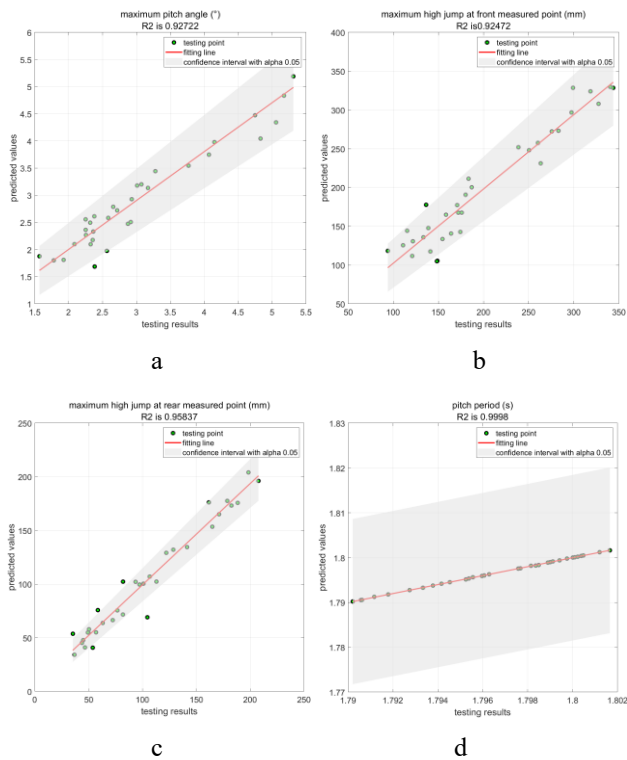 maximum pitch angle (°)
R2 is 0.92722
testing point
fitting line
confidence interval with alpha 0.05
predicted values
6
5.5
5
4.5
4
3.5
3
2.5
2
1.5
1
1.5 2 2.5 3 3.5 4 4.5 5 5.5
testing results
a
maximum high jump at front measured point (mm)
R2 is0.92472
testing point
fitting line
confidence interval with alpha 0.05
predicted values
400
350
300
250
200
150
100
50
50 100 150 200 250 300 350
testing results
b
maximum high jump at rear measured point (mm)
R2 is 0.95837
testing point
fitting line
confidence interval with alpha 0.05
predicted values
250
200
150
100
50
0
0 50 100 150 200 250
testing results
c
pitch period (s)
R2 is 0.9998
testing point
fitting line
confidence interval with alpha 0.05
predicted values
1.83
1.82
1.81
1.8
1.79
1.78
1.77
1.79 1.792 1.794 1.796 1.798 1.8 1.802
testing results
d